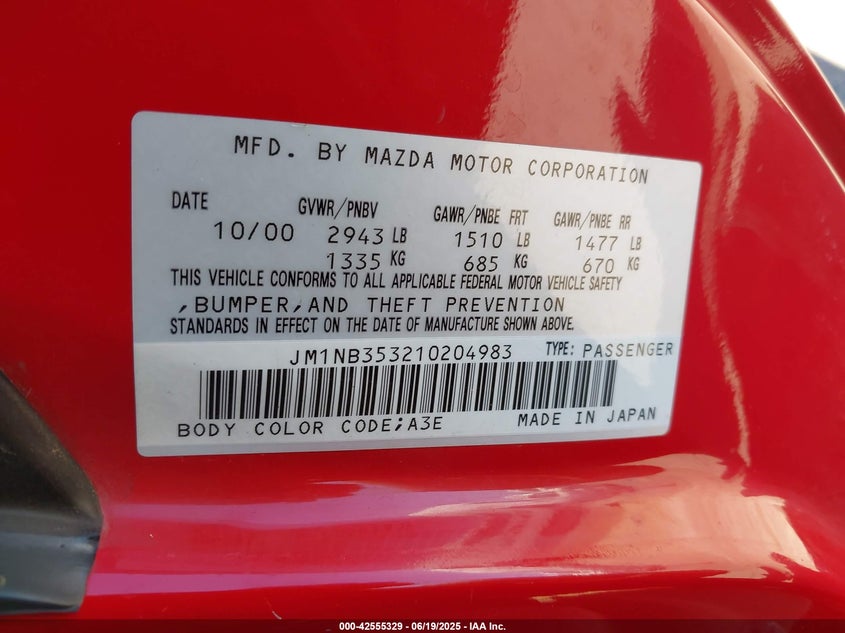 MFD. BY MAZDA MOTOR CORPORATION
DATE GVWR/PNBV GAWR/PNBE FRT GAWR/PNBE RR
10/00 2943 LB 1510 LB 1477 LB
1335 KG 685 KG 670 KG
THIS VEHICLE CONFORMS TO ALL APPLICABLE FEDERAL MOTOR VEHICLE SAFETY
,BUMPER,AND THEFT PREVENTION
STANDARDS IN EFFECT ON THE DATE OF MANUFACTURE SHOWN ABOVE.
JM1NB353210204983 TYPE: PASSENGER
BODY COLOR CODE;A3E MADE IN JAPAN
000-42555329 - 06/19/2025 - IAA Inc.